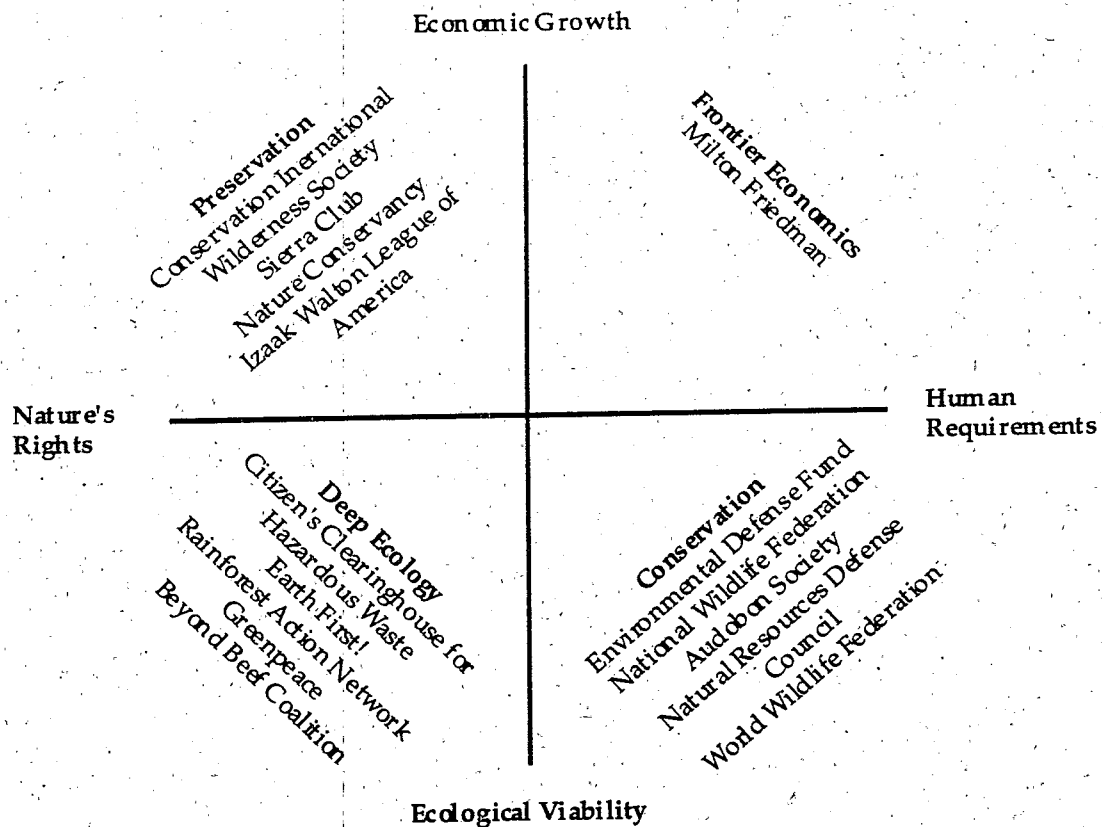 Economic Growth
Preservation
Conservation Inernational
Wilderness Society
Sierra Club
Nature Conservancy
Izaak Walton League of
America
Frontier Economics
Milton Friedman
Nature's
Rights
Human
Requirements
Deep Ecology
Citizen's Clearinghouse for
Hazardous Waste
Earth First!
Rainforest Action Network
Greenpeace
Beyond Beef Coalition
Conservation
Environmental Defense Fund
National Wildlife Federation
Audobon Society
Natural Resources Defense
Council
World Wildlife Federation
Ecological Viability